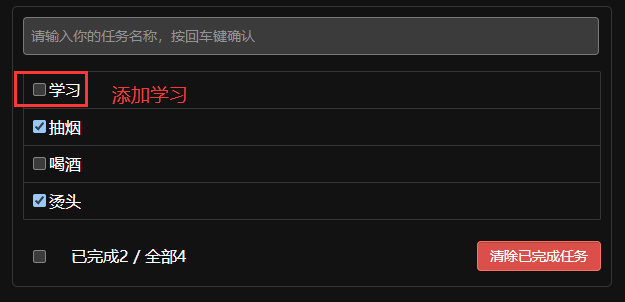 请输入你的任务名称，按回车键确认
学习 添加学习
抽烟
喝酒
烫头
已完成2 / 全部4 清除已完成任务